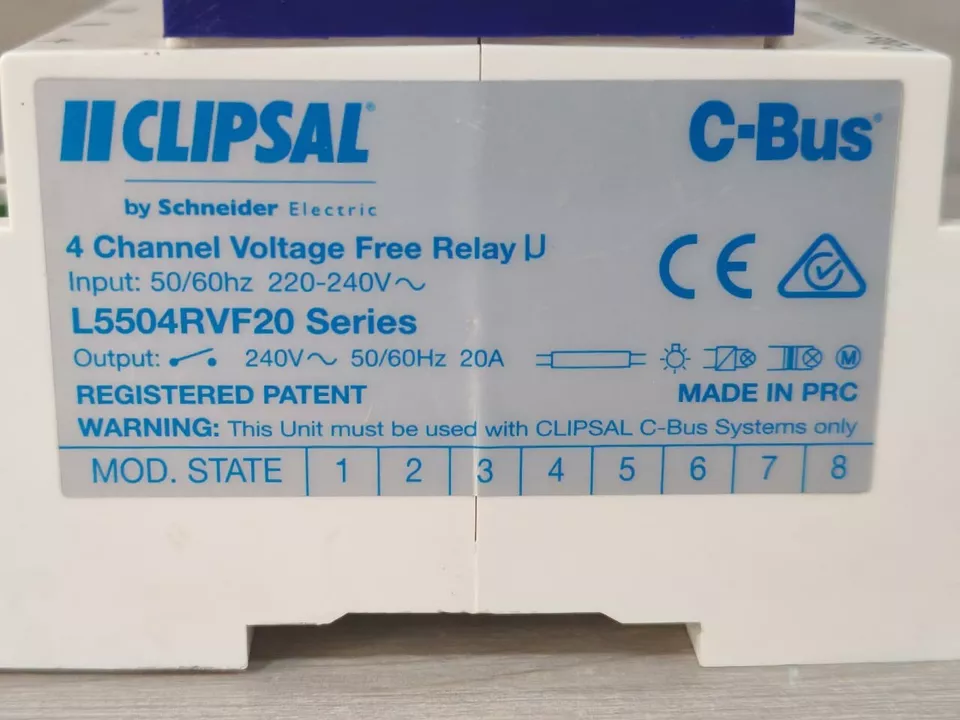 CLIPSAL®
C-Bus®
by Schneider Electric
4 Channel Voltage Free Relay
Input: 50/60hz 220-240V~
CE
L5504RVF20 Series
Output: 240V~ 50/60Hz 20A
M
REGISTERED PATENT
MADE IN PRC
WARNING: This Unit must be used with CLIPSAL C-Bus Systems only
MOD. STATE 1 2 3 4 5 6 7 8